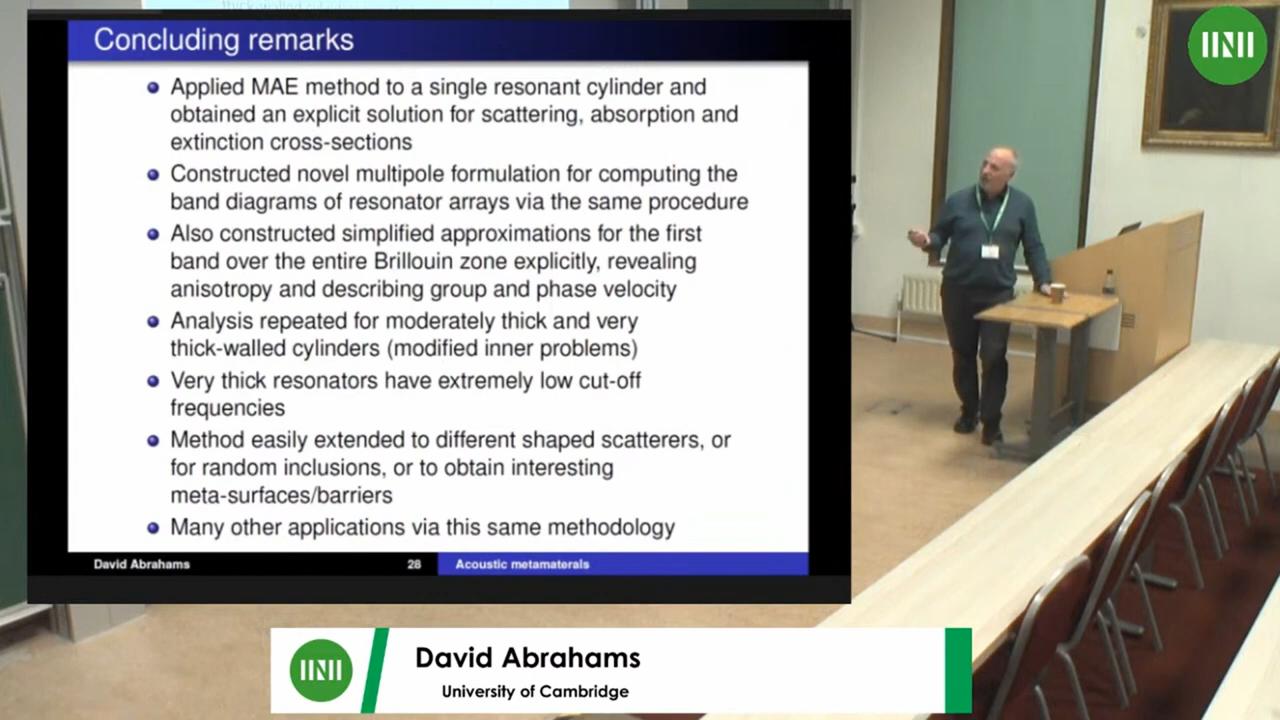 thick-walled
Concluding remarks
Applied MAE method to a single resonant cylinder and
obtained an explicit solution for scattering, absorption and
extinction cross-sections
Constructed novel multipole formulation for computing the
band diagrams of resonator arrays via the same procedure
Also constructed simplified approximations for the first
band over the entire Brillouin zone explicitly, revealing
anisotropy and describing group and phase velocity
Analysis repeated for moderately thick and very
thick-walled cylinders (modified inner problems)
Very thick resonators have extremely low cut-off
frequencies
Method easily extended to different shaped scatterers, or
for random inclusions, or to obtain interesting
meta-surfaces/barriers
Many other applications via this same methodology
David Abrahams 28 Acoustic metamaterals
David Abrahams
University of Cambridge